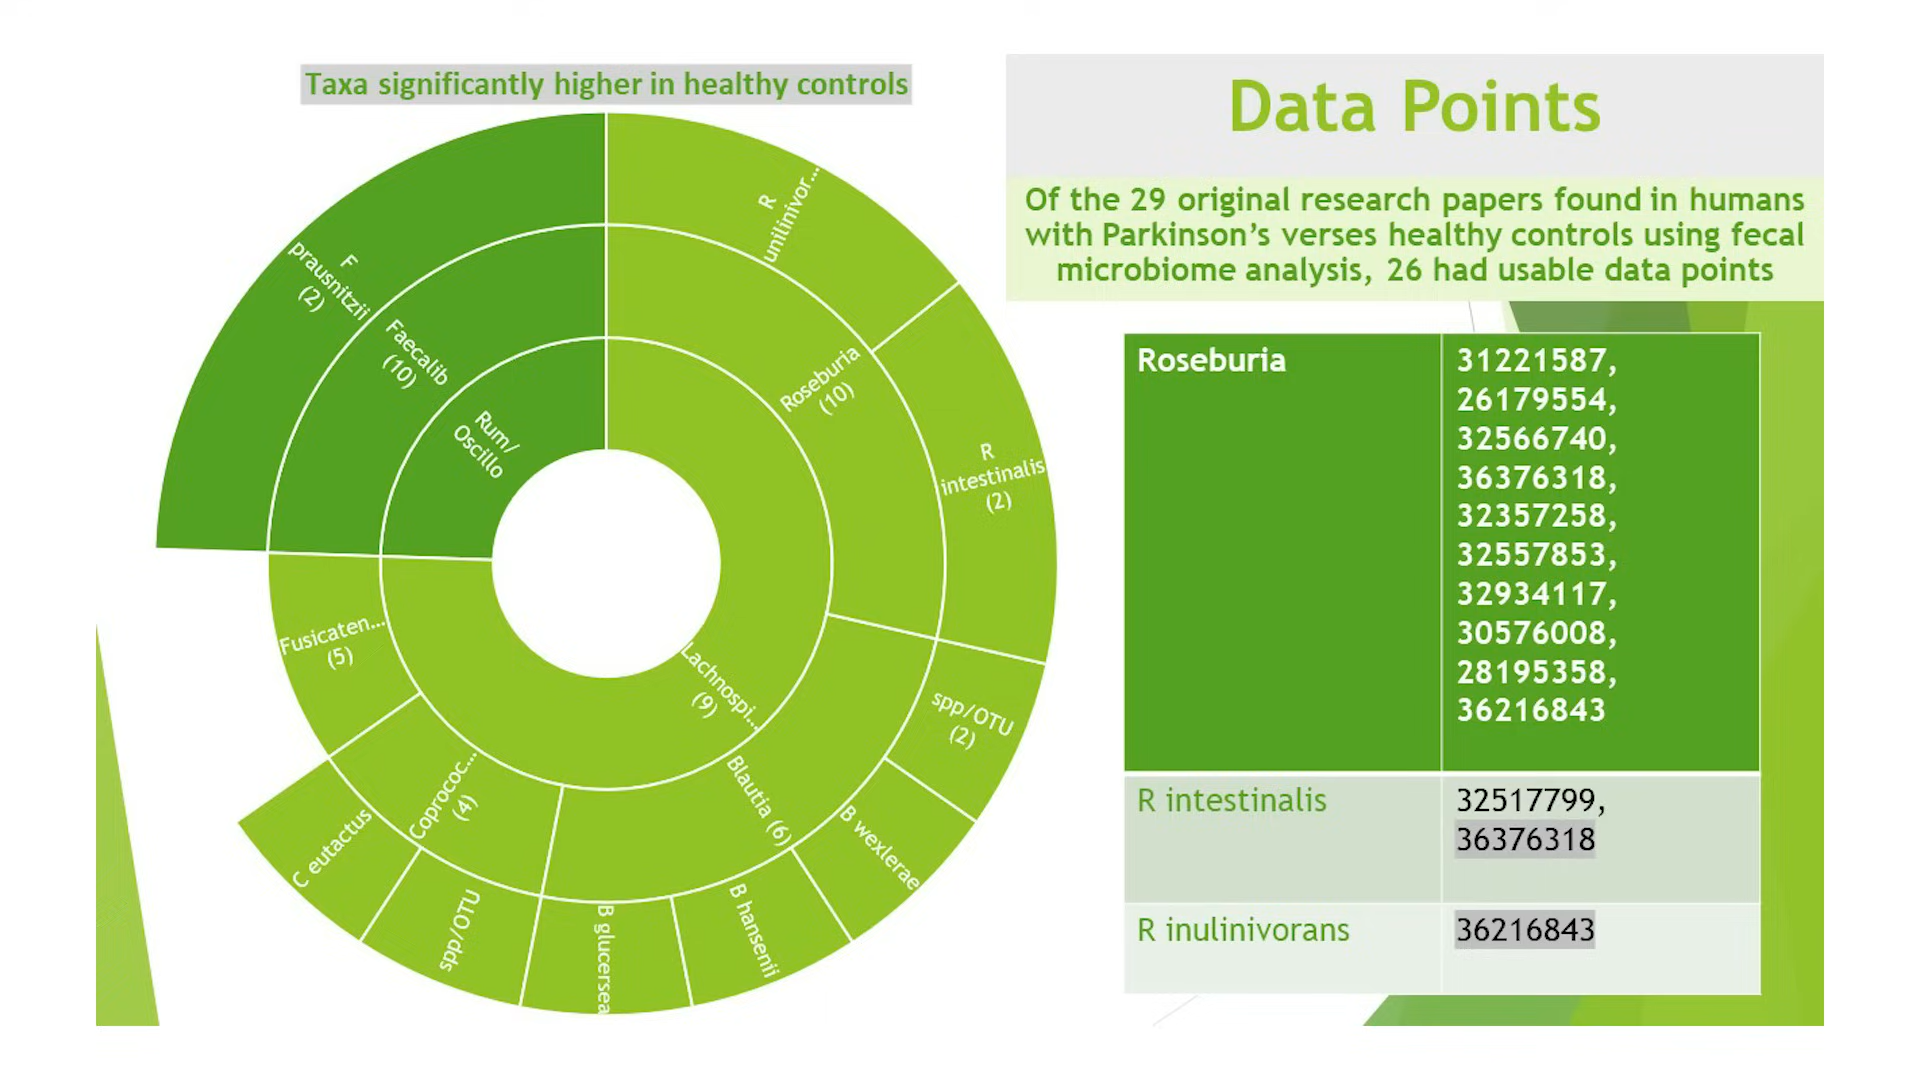 Taxa significantly higher in healthy controls
R
unilinivor...
Roseburia
(10)
R
intestinalis
(2)
spp/OTU
(2)
B wexlerae
Blautia (6)
B hansenii
B glucersea
Lachnospi...
(9)
spp/OTU
Coprococ...
(4)
C eutactus
Fusicaten...
(5)
Rum/
Oscillo
Faecalib
(10)
F
prausnitzii
(2)
Data Points
Of the 29 original research papers found in humans
with Parkinson's verses healthy controls using fecal
microbiome analysis, 26 had usable data points
Roseburia
31221587,
26179554,
32566740,
36376318,
32357258,
32557853,
32934117,
30576008,
28195358,
36216843
R intestinalis
32517799,
36376318
R inulinivorans
36216843